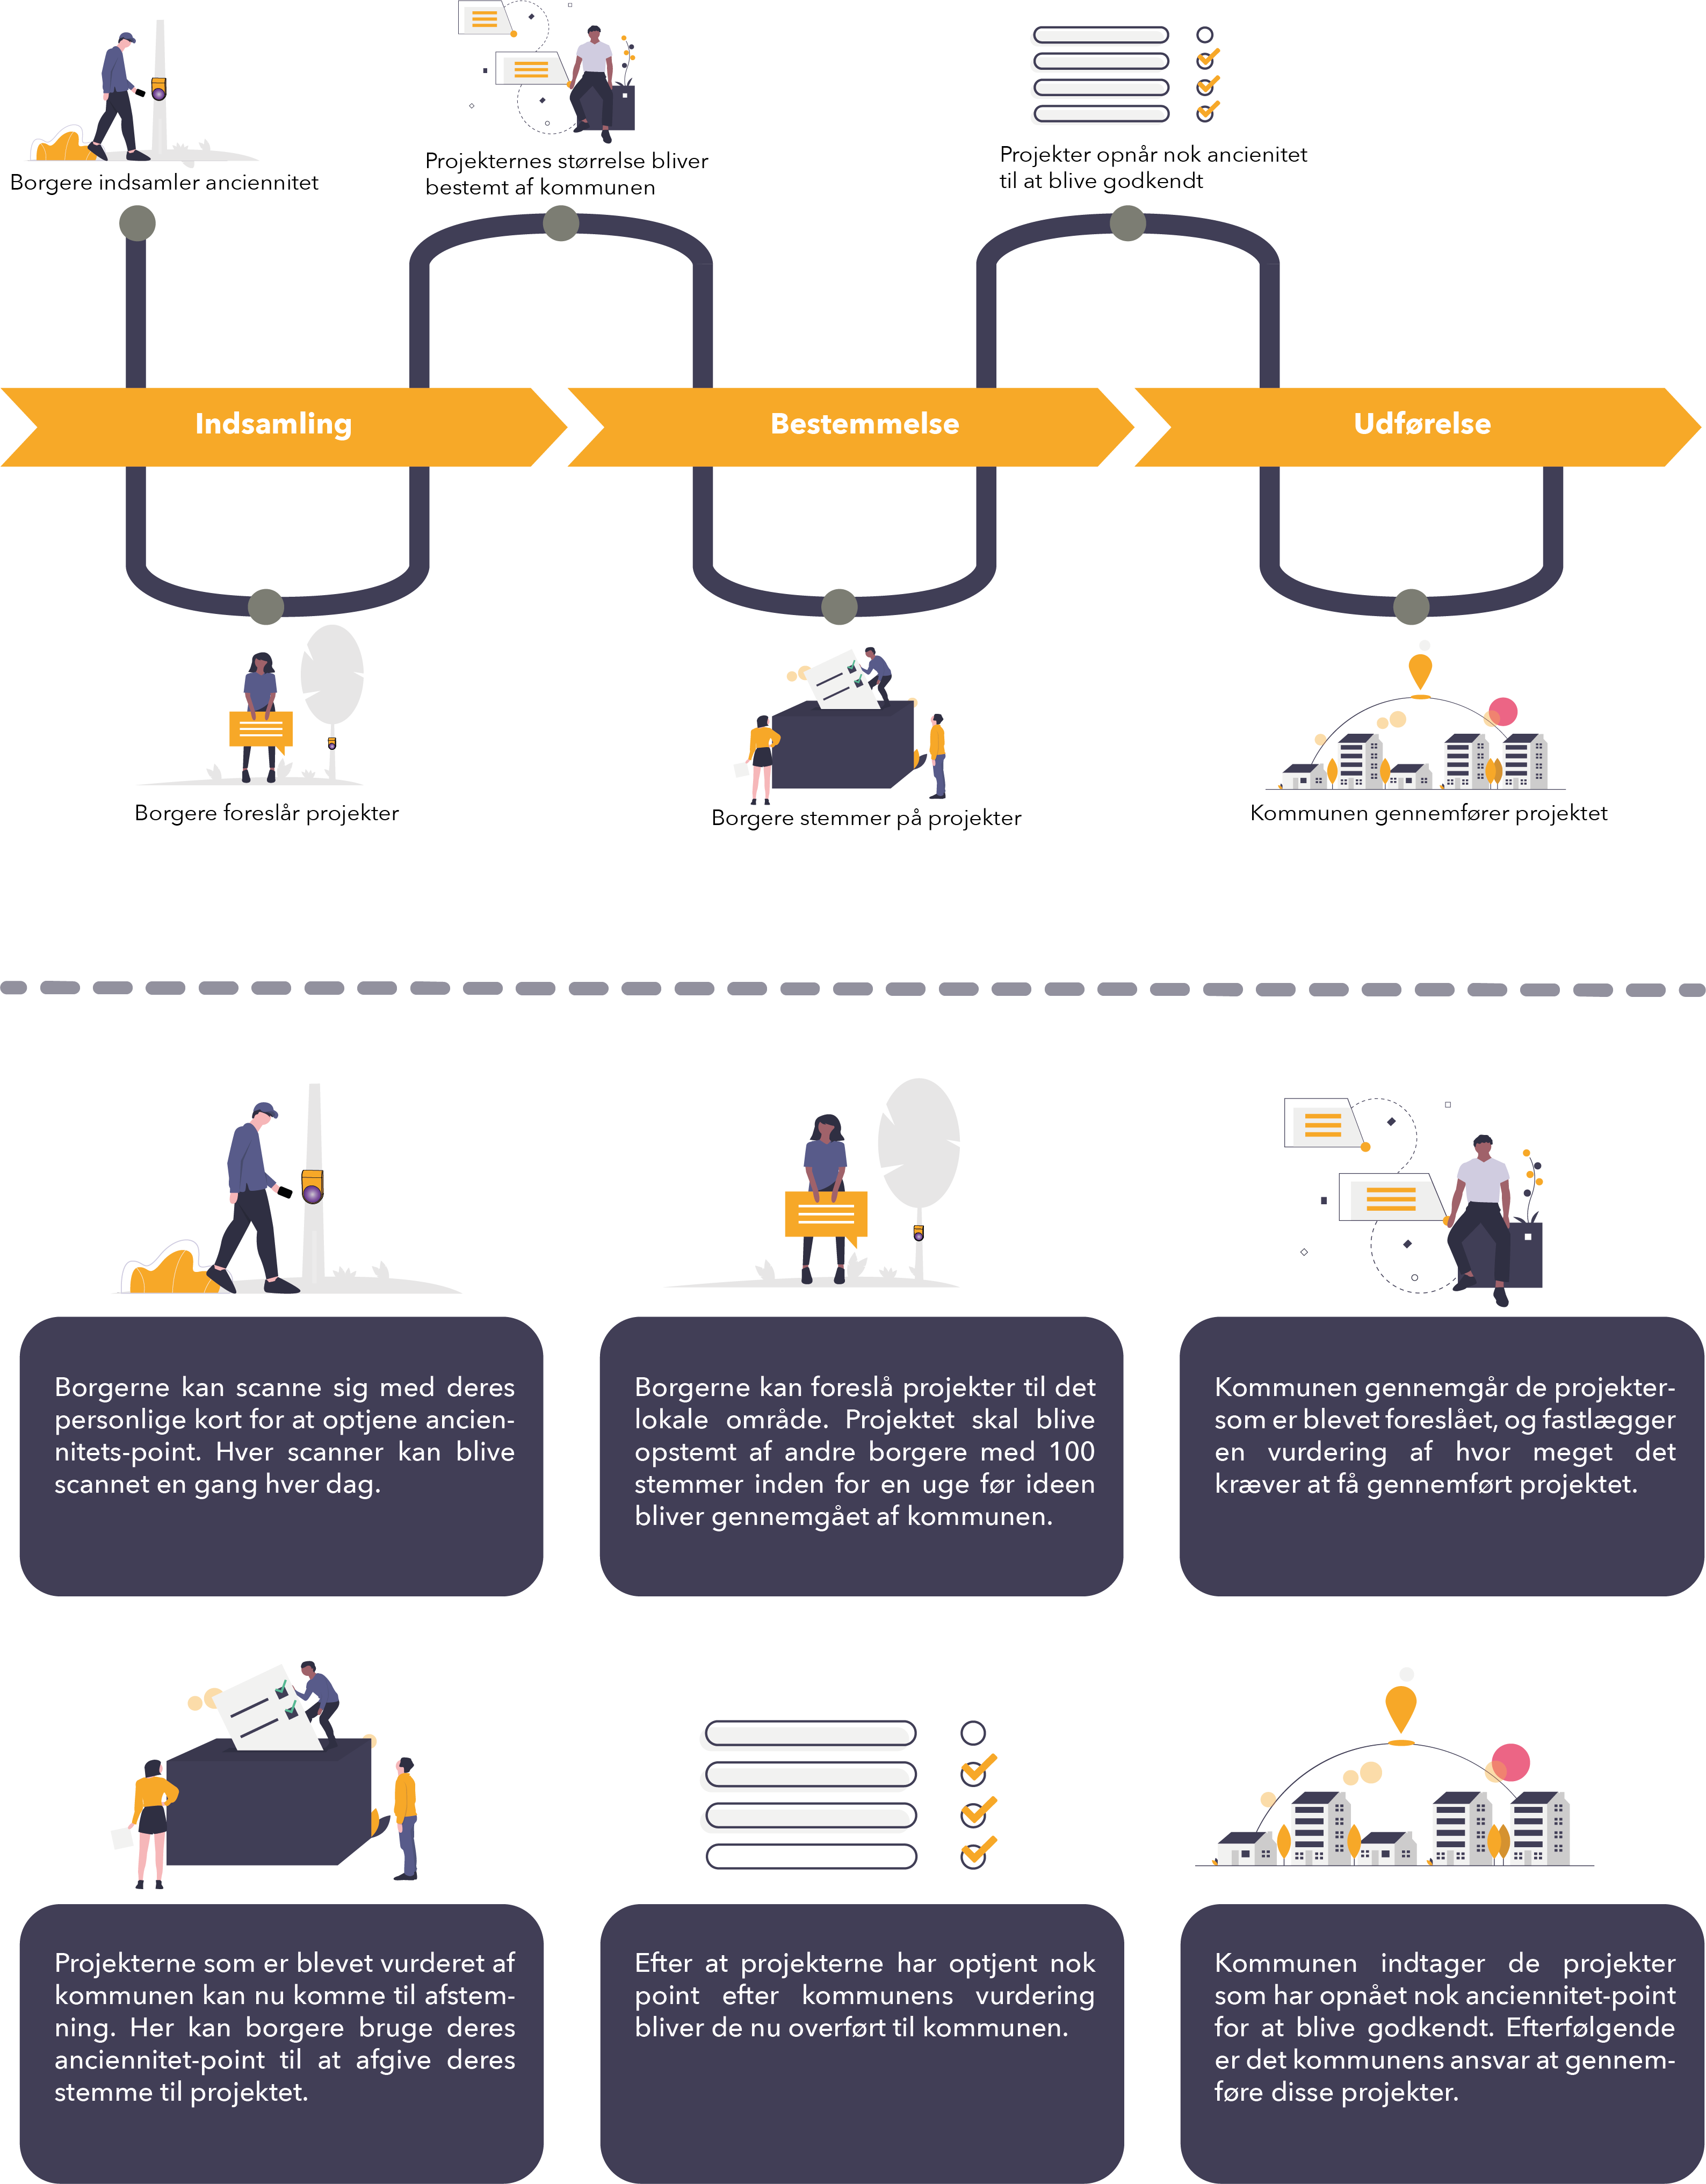 Borgere indsamler anciennitet
Projekternes størrelse bliver
bestemt af kommunen
Projekter opnår nok ancienitet
til at blive godkendt
Indsamling
Bestemmelse
Udførelse
Borgere foreslår projekter
Borgere stemmer på projekter
Kommunen gennemfører projektet
Borgerne kan scanne sig med deres
personlige kort for at optjene ancien-
nitets-point. Hver scanner kan blive
scannet en gang hver dag.
Borgerne kan foreslå projekter til det
lokale område. Projektet skal blive
opstemt af andre borgere med 100
stemmer inden for en uge før ideen
bliver gennemgået af kommunen.
Kommunen gennemgår de projekter-
som er blevet foreslået, og fastlægger
en vurdering af hvor meget det
kræver at få gennemført projektet.
Projekterne som er blevet vurderet af
kommunen kan nu komme til afstem-
ning. Her kan borgere bruge deres
anciennitet-point til at afgive deres
stemme til projektet.
Efter at projekterne har optjent nok
point efter kommunens vurdering
bliver de nu overført til kommunen.
Kommunen indtager de projekter
som har opnået nok anciennitet-point
for at blive godkendt. Efterfølgende
er det kommunens ansvar at gennem-
føre disse projekter.